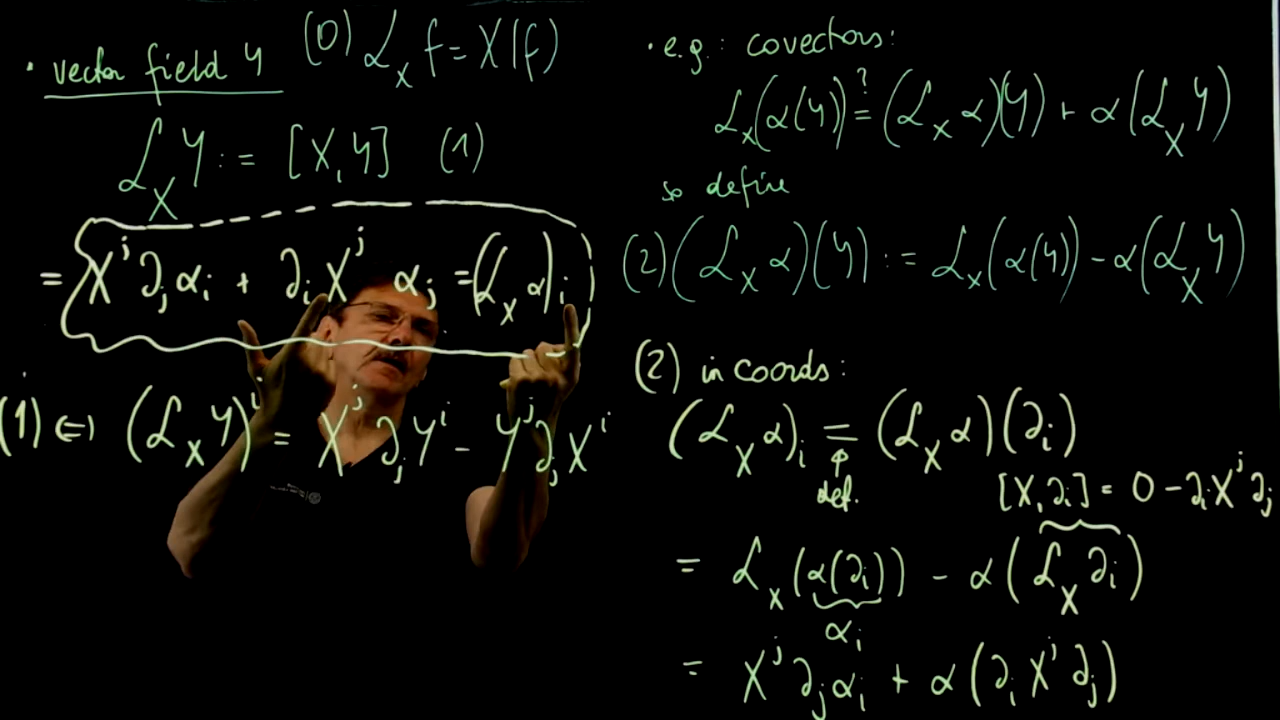 • vector field Y (0) ℒ_X f = X(f)
ℒ_X Y := [X,Y] (1)
= X^j ∂_j α_i + ∂_i X^j α_j = (ℒ_X α)_i
(1) ⇔ (ℒ_X Y)^i = X^j ∂_j Y^i - Y^j ∂_j X^i
• e.g.: covectors:
ℒ_X(α(Y)) ?= (ℒ_X α)(Y) + α(ℒ_X Y)
so define
(2) (ℒ_X α)(Y) := ℒ_X(α(Y)) - α(ℒ_X Y)
(2) in coords:
(ℒ_X α)_i = (ℒ_X α)(∂_i)
↑
def.
[X,∂_i] = 0 - ∂_i X^j ∂_j
= ℒ_X(α(∂_i)) - α(ℒ_X ∂_i)
α_i
= X^j ∂_j α_i + α(∂_i X^j ∂_j)